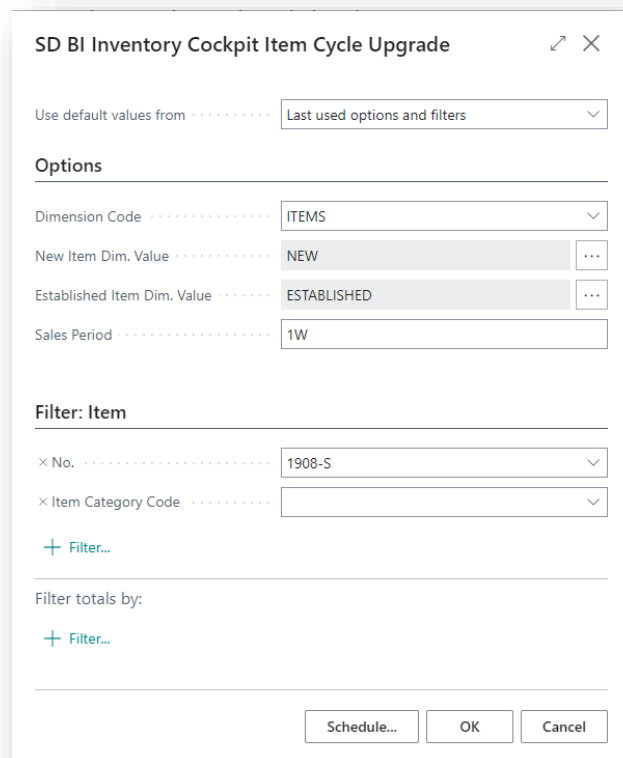 SD BI Inventory Cockpit Item Cycle Upgrade
Use default values from Last used options and filters
Options
Dimension Code ITEMS
New Item Dim. Value NEW ...
Established Item Dim. Value ESTABLISHED ...
Sales Period 1W
Filter: Item
× No. 1908-S
× Item Category Code
+ Filter...
Filter totals by:
+ Filter...
Schedule... OK Cancel